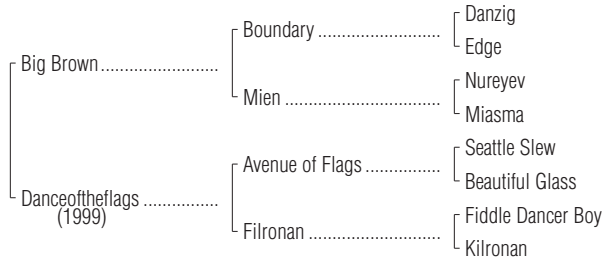 Danzig
Boundary ..............................
Edge
Big Brown.............................
Nureyev
Mien ........................................
Miasma
Seattle Slew
Avenue of Flags ...................
Beautiful Glass
Danceoftheflags ...................
(1999)
Fiddle Dancer Boy
Filronan .................................
Kilronan